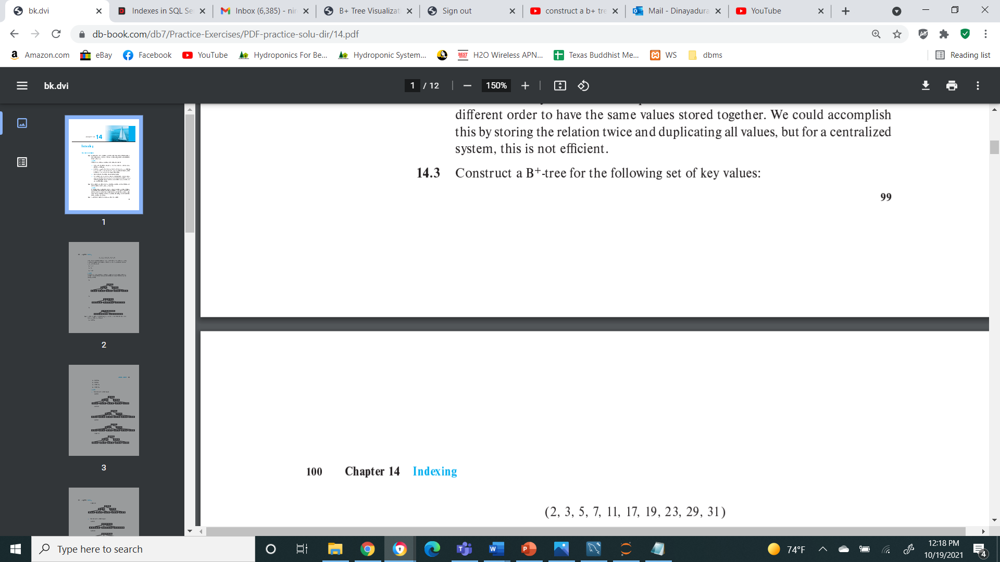 bk.dvi
Indexes in SQL Se
Inbox (6,385) - nir
B+ Tree Visualizat
Sign out
construct a b+ tre
Mail - Dinayadura
YouTube
db-book.com/db7/Practice-Exercises/PDF-practice-solu-dir/14.pdf
Amazon.com
eBay
Facebook
YouTube
Hydroponics For Be...
Hydroponic System...
H2O Wireless APN...
Texas Buddhist Me...
WS
dbms
Reading list
bk.dvi
1 / 12
150%
14
Indexing
1
2
3
different order to have the same values stored together. We could accomplish
this by storing the relation twice and duplicating all values, but for a centralized
system, this is not efficient.
14.3 Construct a B+-tree for the following set of key values:
99
100 Chapter 14 Indexing
(2, 3, 5, 7, 11, 17, 19, 23, 29, 31)
Type here to search
74°F
12:18 PM
10/19/2021
4